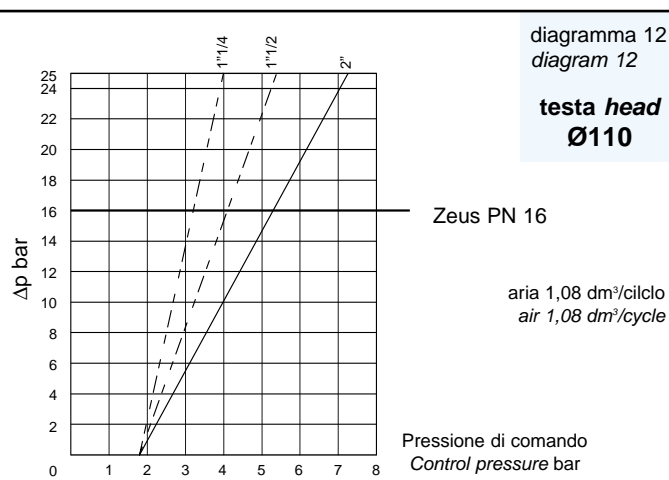 diagramma 12
diagram 12
testa head
Ø110
1"1/4
1"1/2
2"
25
24
22
20
18
16
14
12
10
8
6
4
2
0
Δp bar
Zeus PN 16
aria 1,08 dm³/cilclo
air 1,08 dm³/cycle
1 2 3 4 5 6 7 8
Pressione di comando
Control pressure bar